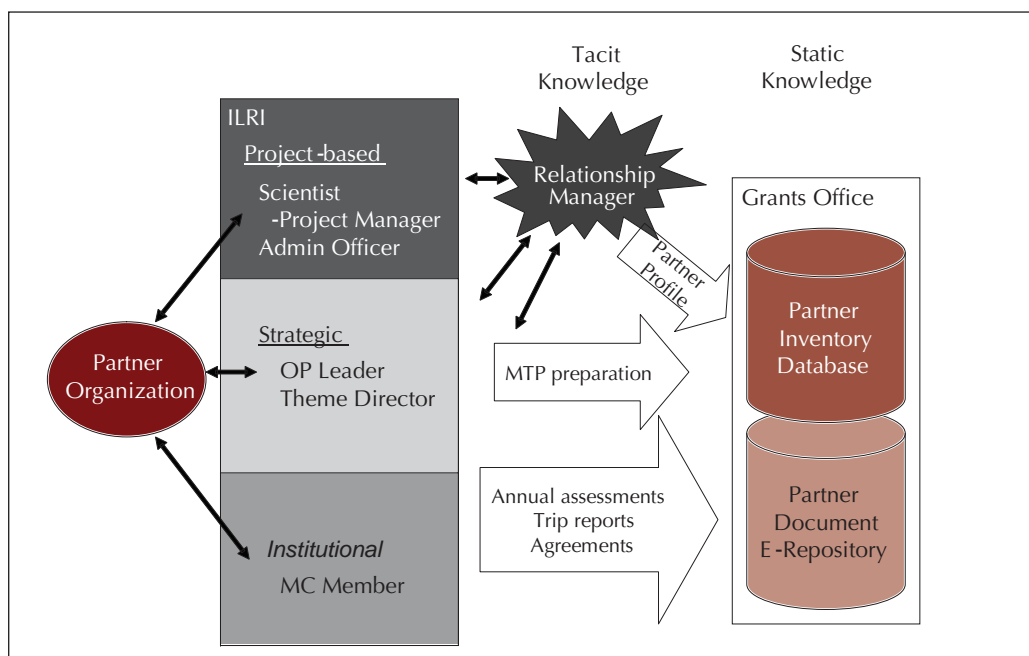 Tacit
Knowledge
Static
Knowledge
ILRI
Project-based
Scientist
-Project Manager
Admin Officer
Relationship
Manager
Grants Office
Partner
Profile
Partner
Inventory
Database
Partner
Organization
Strategic
OP Leader
Theme Director
MTP preparation
Annual assessments
Trip reports
Agreements
Partner
Document
E-Repository
Institutional
MC Member